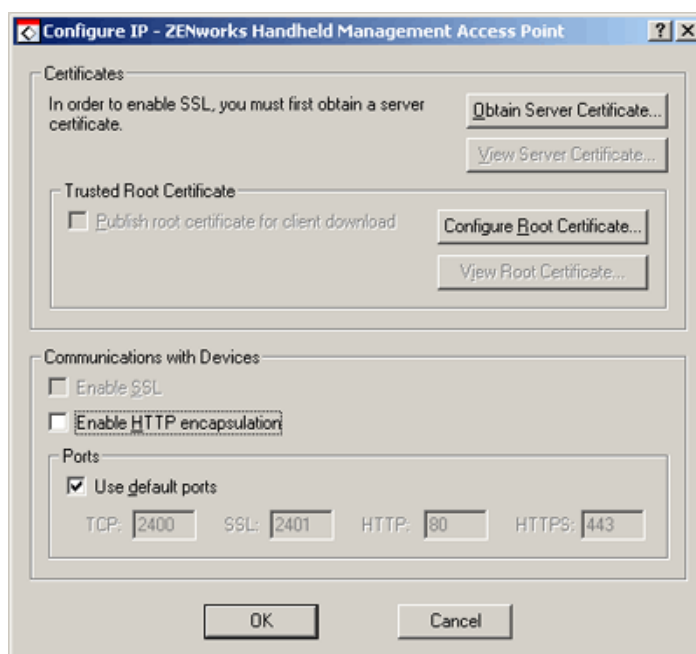 Configure IP - ZENworks Handheld Management Access Point
Certificates
In order to enable SSL, you must first obtain a server
certificate.
Obtain Server Certificate...
View Server Certificate...
Trusted Root Certificate
Publish root certificate for client download
Configure Root Certificate...
View Root Certificate...
Communications with Devices
Enable SSL
Enable HTTP encapsulation
Ports
Use default ports
TCP: 2400 SSL: 2401 HTTP: 80 HTTPS: 443
OK Cancel